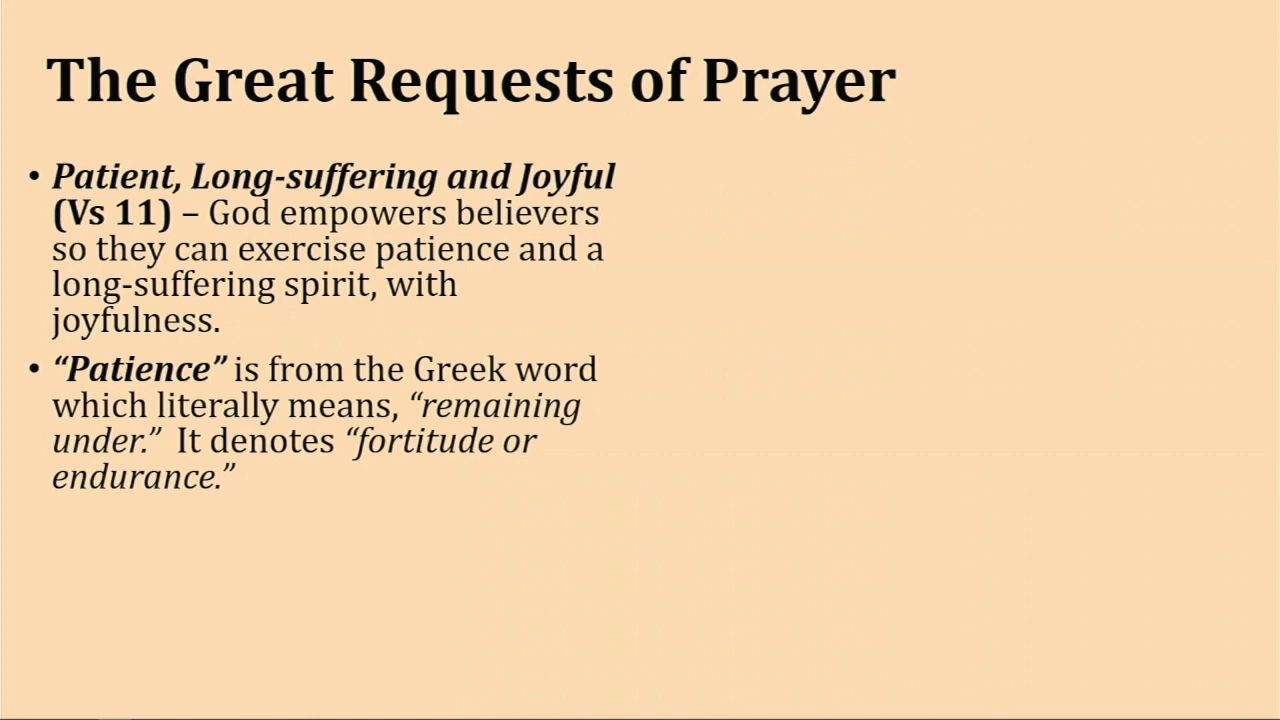 The Great Requests of Prayer
• Patient, Long-suffering and Joyful
(Vs 11) – God empowers believers
so they can exercise patience and a
long-suffering spirit, with
joyfulness.
• “Patience” is from the Greek word
which literally means, “remaining
under.”  It denotes “fortitude or
endurance.”